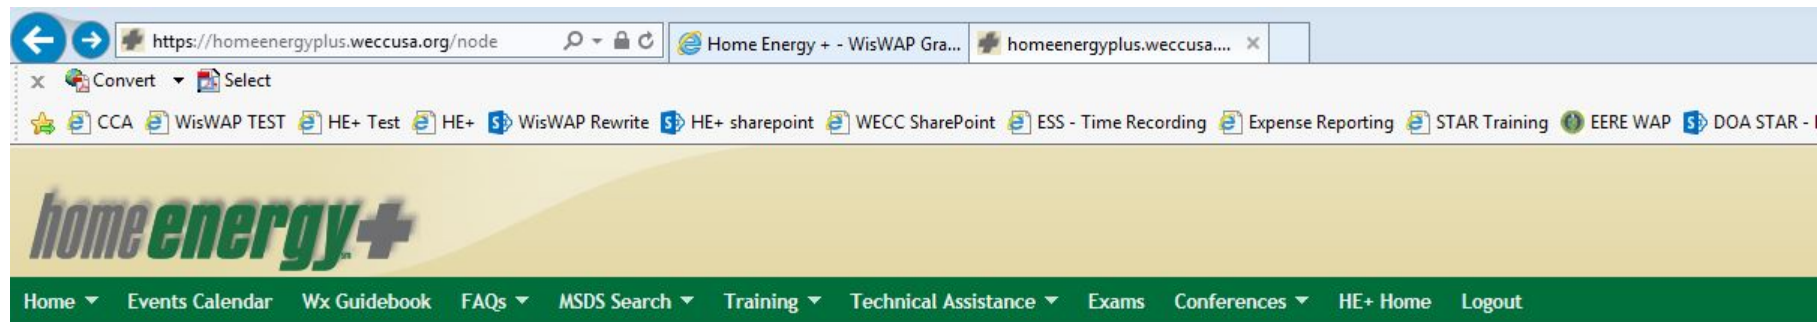 https://homeenergyplus.weccusa.org/node Home Energy + - WisWAP Gra... homeenergyplus.weccusa....
x Convert Select
CCA WisWAP TEST HE+ Test HE+ WisWAP Rewrite HE+ sharepoint WECC SharePoint ESS - Time Recording Expense Reporting STAR Training EERE WAP DOA STAR -
homeenergy+
Home Events Calendar Wx Guidebook FAQs MSDS Search Training Technical Assistance Exams Conferences HE+ Home Logout